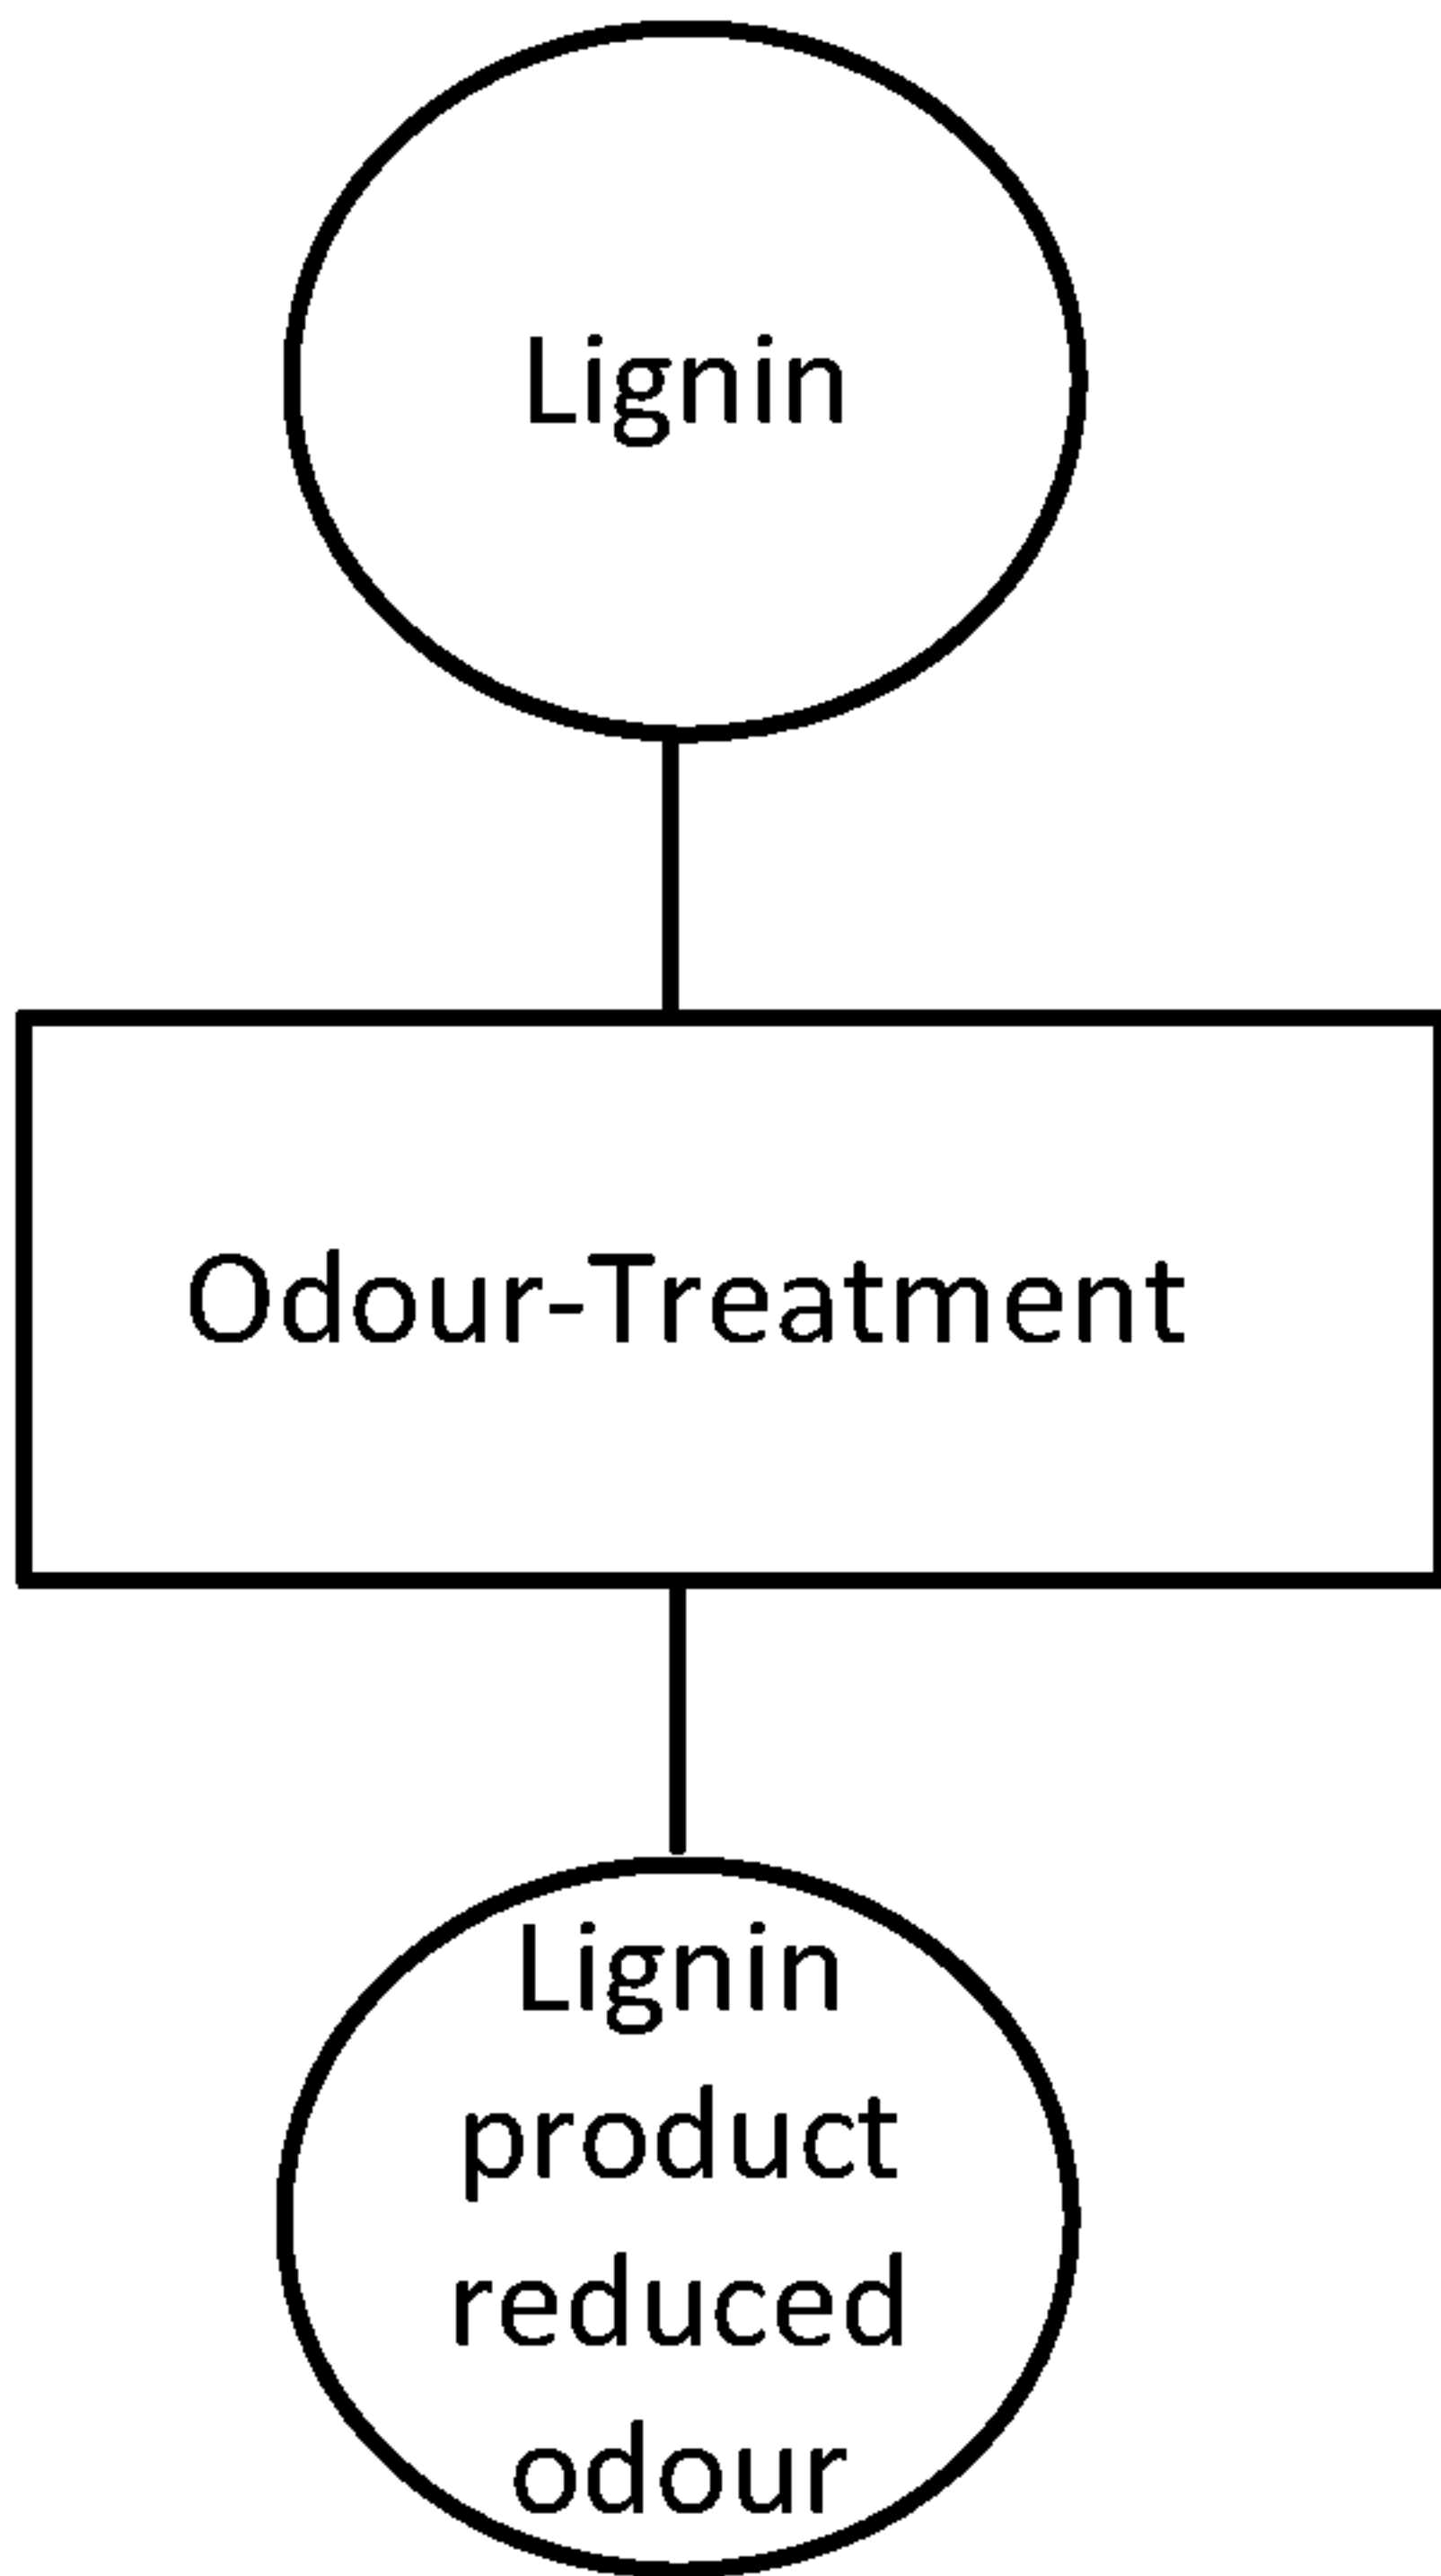 Lignin
Odour-Treatment
Lignin
product
reduced
odour